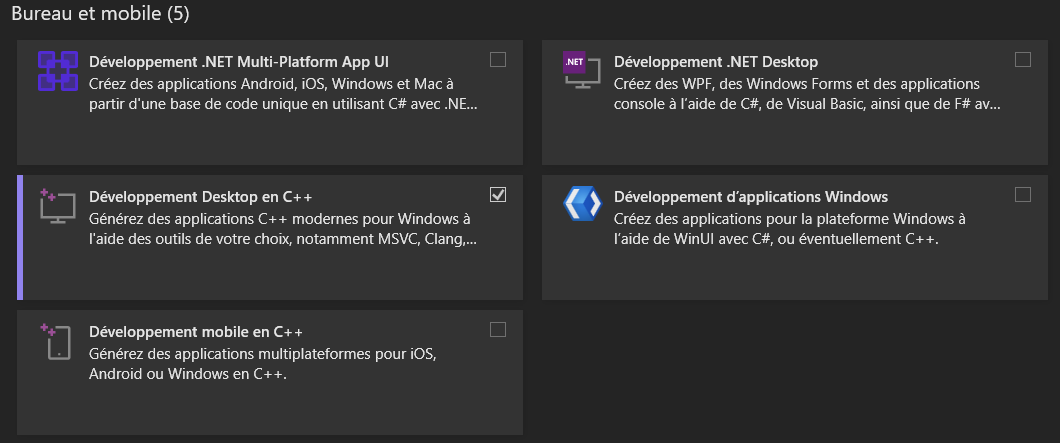 Bureau et mobile (5)
Développement .NET Multi-Platform App UI
Créez des applications Android, iOS, Windows et Mac à
partir d'une base de code unique en utilisant C# avec .NE...
.NET
Développement .NET Desktop
Créez des WPF, des Windows Forms et des applications
console à l’aide de C#, de Visual Basic, ainsi que de F# av...
Développement Desktop en C++
Générez des applications C++ modernes pour Windows à
l'aide des outils de votre choix, notamment MSVC, Clang,...
Développement d’applications Windows
Créez des applications pour la plateforme Windows à
l’aide de WinUI avec C#, ou éventuellement C++.
Développement mobile en C++
Générez des applications multiplateformes pour iOS,
Android ou Windows en C++.